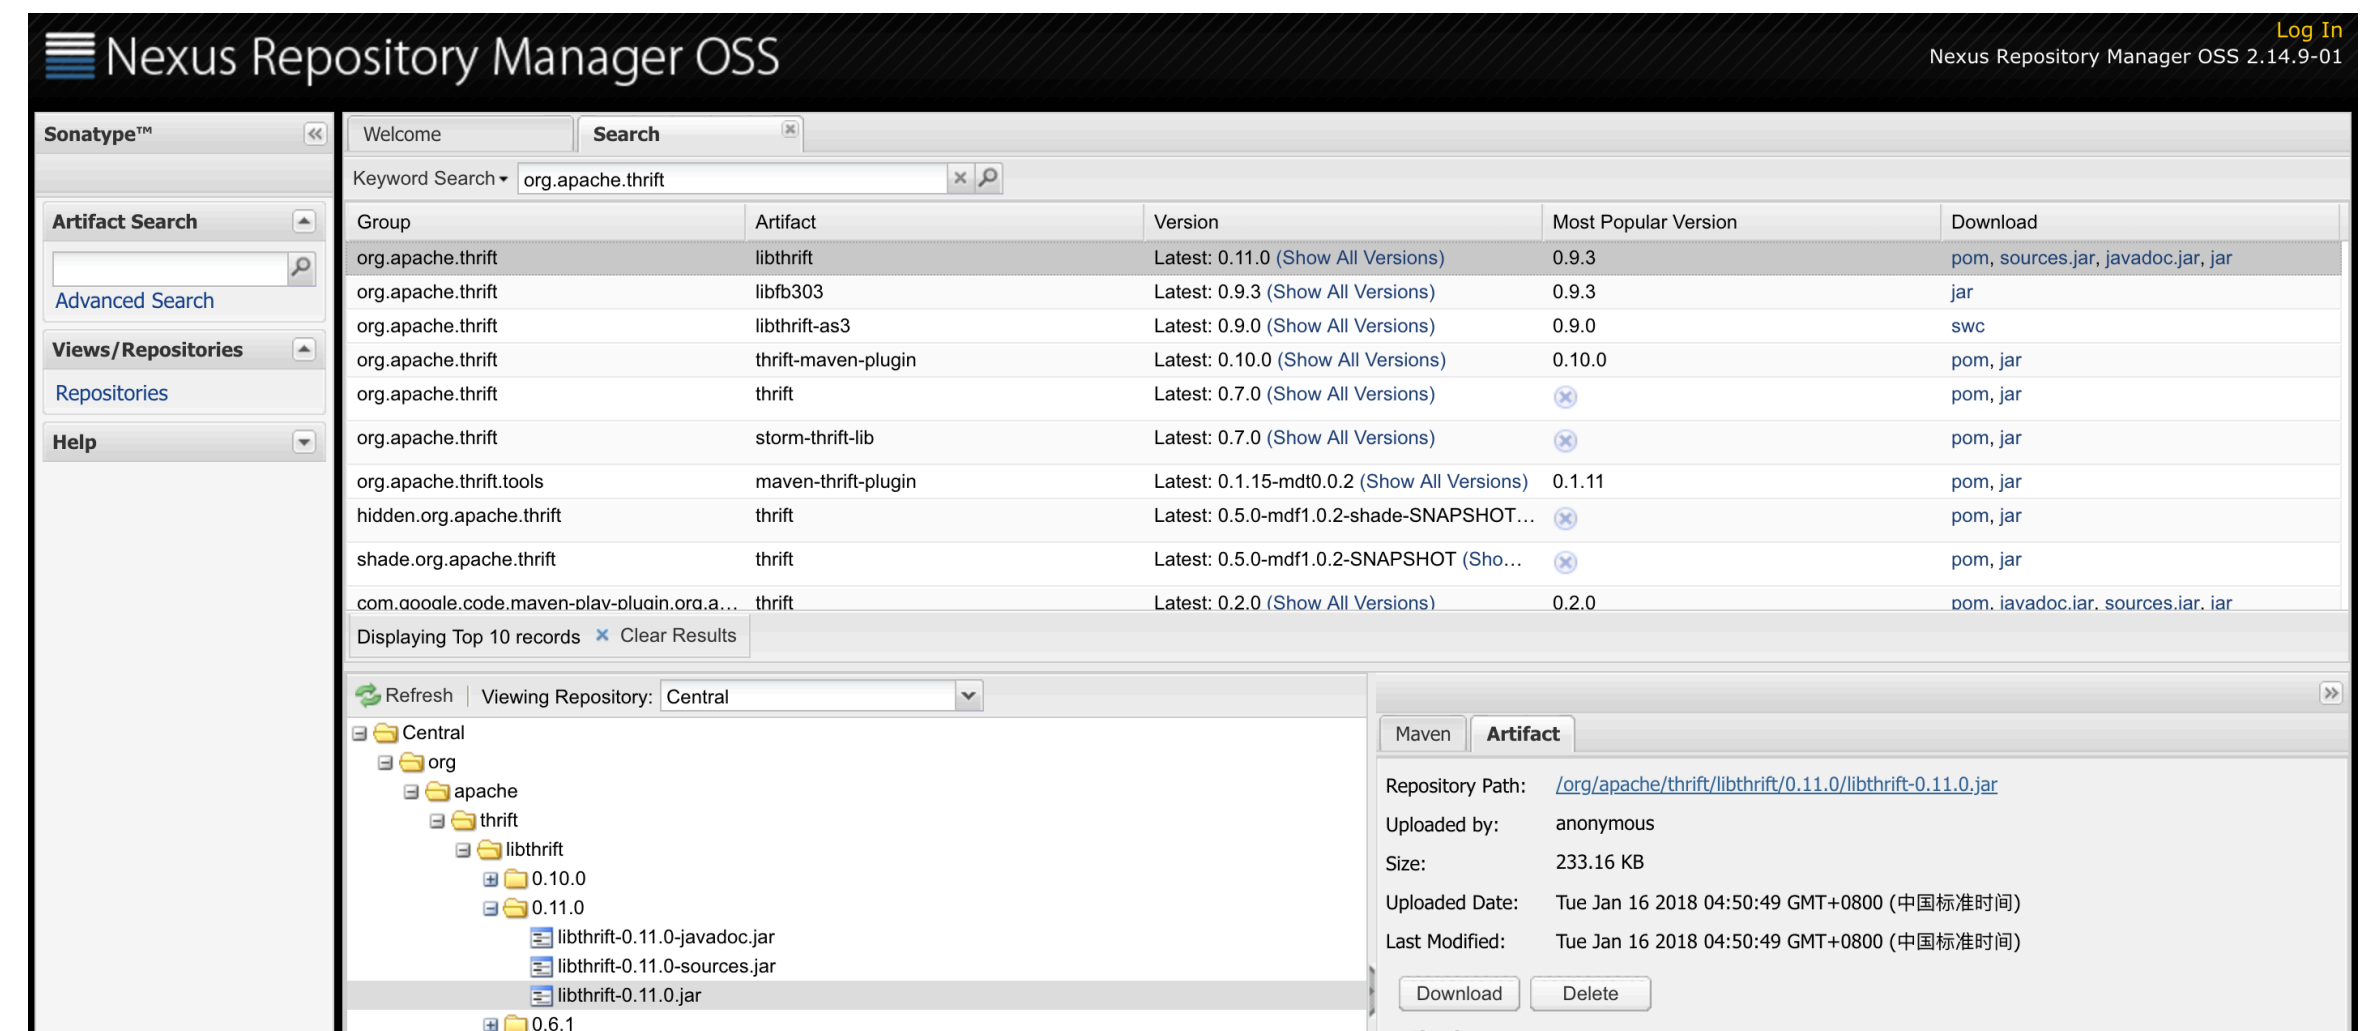 Log In
Nexus Repository Manager OSS
Nexus Repository Manager OSS 2.14.9-01
Sonatype™
Welcome
Search
Keyword Search org.apache.thrift
Artifact Search
Advanced Search
Views/Repositories
Repositories
Help
Group Artifact Version Most Popular Version Download
org.apache.thrift libthrift Latest: 0.11.0 (Show All Versions) 0.9.3 pom, sources.jar, javadoc.jar, jar
org.apache.thrift libfb303 Latest: 0.9.3 (Show All Versions) 0.9.3 jar
org.apache.thrift libthrift-as3 Latest: 0.9.0 (Show All Versions) 0.9.0 swc
org.apache.thrift thrift-maven-plugin Latest: 0.10.0 (Show All Versions) 0.10.0 pom, jar
org.apache.thrift thrift Latest: 0.7.0 (Show All Versions) pom, jar
org.apache.thrift storm-thrift-lib Latest: 0.7.0 (Show All Versions) pom, jar
org.apache.thrift.tools maven-thrift-plugin Latest: 0.1.15-mdt0.0.2 (Show All Versions) 0.1.11 pom, jar
hidden.org.apache.thrift thrift Latest: 0.5.0-mdf1.0.2-shade-SNAPSHOT... pom, jar
shade.org.apache.thrift thrift Latest: 0.5.0-mdf1.0.2-SNAPSHOT (Sho... pom, jar
com.google.code.maven-play-plugin.org.a... thrift Latest: 0.2.0 (Show All Versions) 0.2.0 pom, javadoc.jar, sources.jar, jar
Displaying Top 10 records Clear Results
Refresh Viewing Repository: Central
Central
org
apache
thrift
libthrift
0.10.0
0.11.0
libthrift-0.11.0-javadoc.jar
libthrift-0.11.0-sources.jar
libthrift-0.11.0.jar
0.6.1
Maven
Artifact
Repository Path: /org/apache/thrift/libthrift/0.11.0/libthrift-0.11.0.jar
Uploaded by: anonymous
Size: 233.16 KB
Uploaded Date: Tue Jan 16 2018 04:50:49 GMT+0800 (中国标准时间)
Last Modified: Tue Jan 16 2018 04:50:49 GMT+0800 (中国标准时间)
Download
Delete